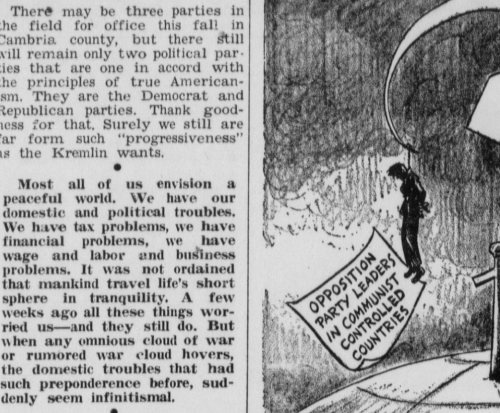 There may be three parties in
the field for office this fall in
Cambria county, but there still
will remain only two political par-
ties that are one in accord with
the principles of true American-
ism. They are the Democrat and
Republican parties. Thank good-
ness for that. Surely we still are
far form such "progressiveness"
as the Kremlin wants.
Most all of us envision a
peaceful world. We have our
domestic and political troubles.
We have tax problems, we have
financial problems, we have
wage and labor and business
problems. It was not ordained
that mankind travel life's short
sphere in tranquility. A few
weeks ago all these things wor-
ried us—and they still do. But
when any omnious cloud of war
or rumored war cloud hovers,
the domestic troubles that had
such preponderence before, sud-
denly seem infinitismal.
OPPOSITION
PARTY LEADERS
IN COMMUNIST
CONTROLLED
COUNTRIES